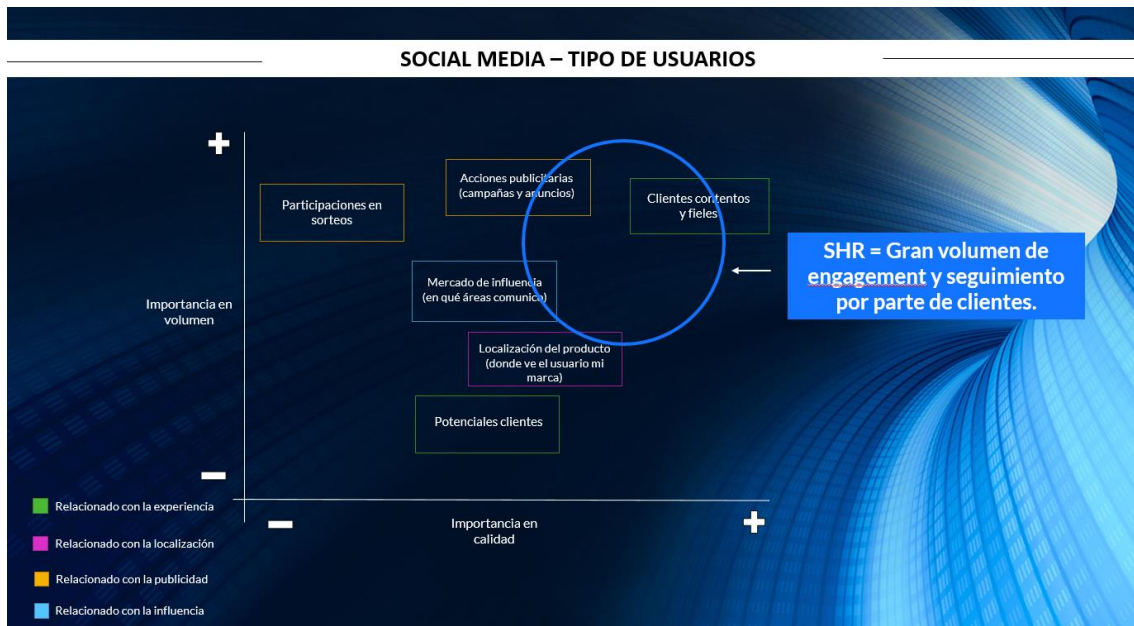 SOCIAL MEDIA – TIPO DE USUARIOS
Acciones publicitarias
(campañas y anuncios)
Participaciones en
sorteos
Clientes contentos
y fieles
SHR = Gran volumen de
engagement y seguimiento
por parte de clientes.
Mercado de influencia
(en qué áreas comunico)
Importancia en
volumen
Localización del producto
(donde ve el usuario mi
marca)
Potenciales clientes
Importancia en
calidad
Relacionado con la experiencia
Relacionado con la localización
Relacionado con la publicidad
Relacionado con la influencia